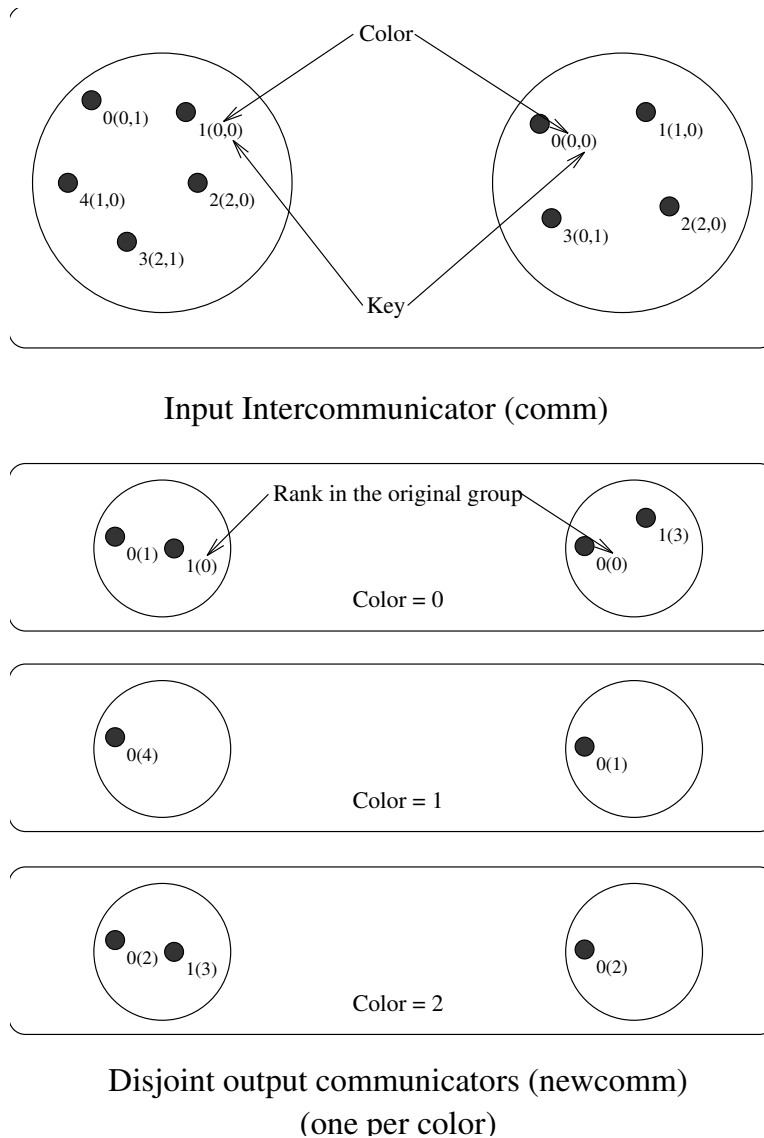 Color
0(0,1)
1(0,0)
0(0,0)
1(1,0)
4(1,0)
2(2,0)
3(0,1)
2(2,0)
3(2,1)
Key
Input Intercommunicator (comm)
Rank in the original group
0(1)
1(0)
0(0)
1(3)
Color = 0
0(4)
0(1)
Color = 1
0(2)
1(3)
0(2)
Color = 2
Disjoint output communicators (newcomm)
(one per color)